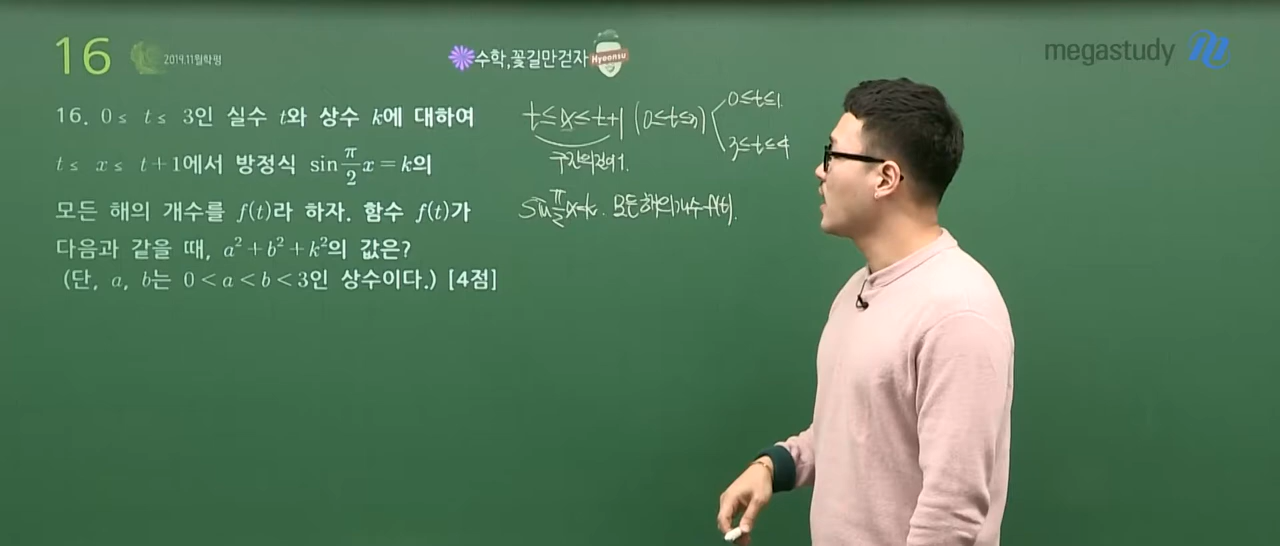 16 2019.11월학평
수학,꽃길만걷자 Hyeonsu
megastudy
16. 0≤ t≤ 3인 실수 t와 상수 k에 대하여
t≤ x≤ t+1에서 방정식 sin π/2 x=k의
모든 해의 개수를 f(t)라 하자. 함수 f(t)가
다음과 같을 때, a²+b²+k²의 값은?
(단, a, b는 0<a<b<3인 상수이다.) [4점]
t≤x≤t+1 (0≤t≤3)
0≤t≤1
3≤t≤4
구간의길이1.
sin π/2 x=k. 모든해의개수f(t).